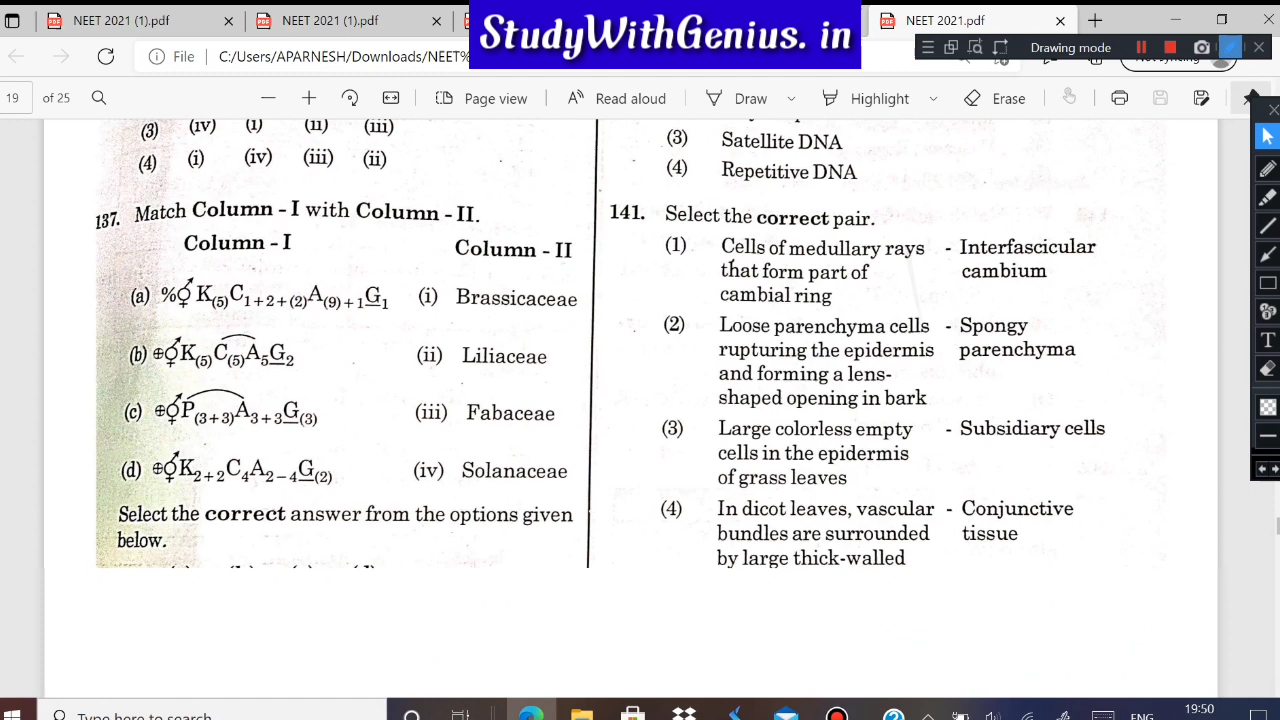 NEET 2021 (1).pdf
NEET 2021 (1).pdf
NEET 2021.pdf
StudyWithGenius. in
Drawing mode
File
C:/Users/APARNESH/Downloads/NEET%
19 of 25
Page view
Read aloud
Draw
Highlight
Erase
(3) (iv) (i) (ii) (iii)
(4) (i) (iv) (iii) (ii)
137. Match Column - I with Column - II.
Column - I Column - II
(a) %⚥ K(5)C1+2+(2)A(9)+1G1 (i) Brassicaceae
(b) ⊕⚥K(5)C(5)A5G2 (ii) Liliaceae
(c) ⊕⚥P(3+3)A3+3G(3) (iii) Fabaceae
(d) ⊕⚥K2+2C4A2-4G(2) (iv) Solanaceae
Select the correct answer from the options given
below.
(3) Satellite DNA
(4) Repetitive DNA
141. Select the correct pair.
(1) Cells of medullary rays - Interfascicular
that form part of cambium
cambial ring
(2) Loose parenchyma cells - Spongy
rupturing the epidermis parenchyma
and forming a lens-
shaped opening in bark
(3) Large colorless empty - Subsidiary cells
cells in the epidermis
of grass leaves
(4) In dicot leaves, vascular - Conjunctive
bundles are surrounded tissue
by large thick-walled
Type here to search
19:50